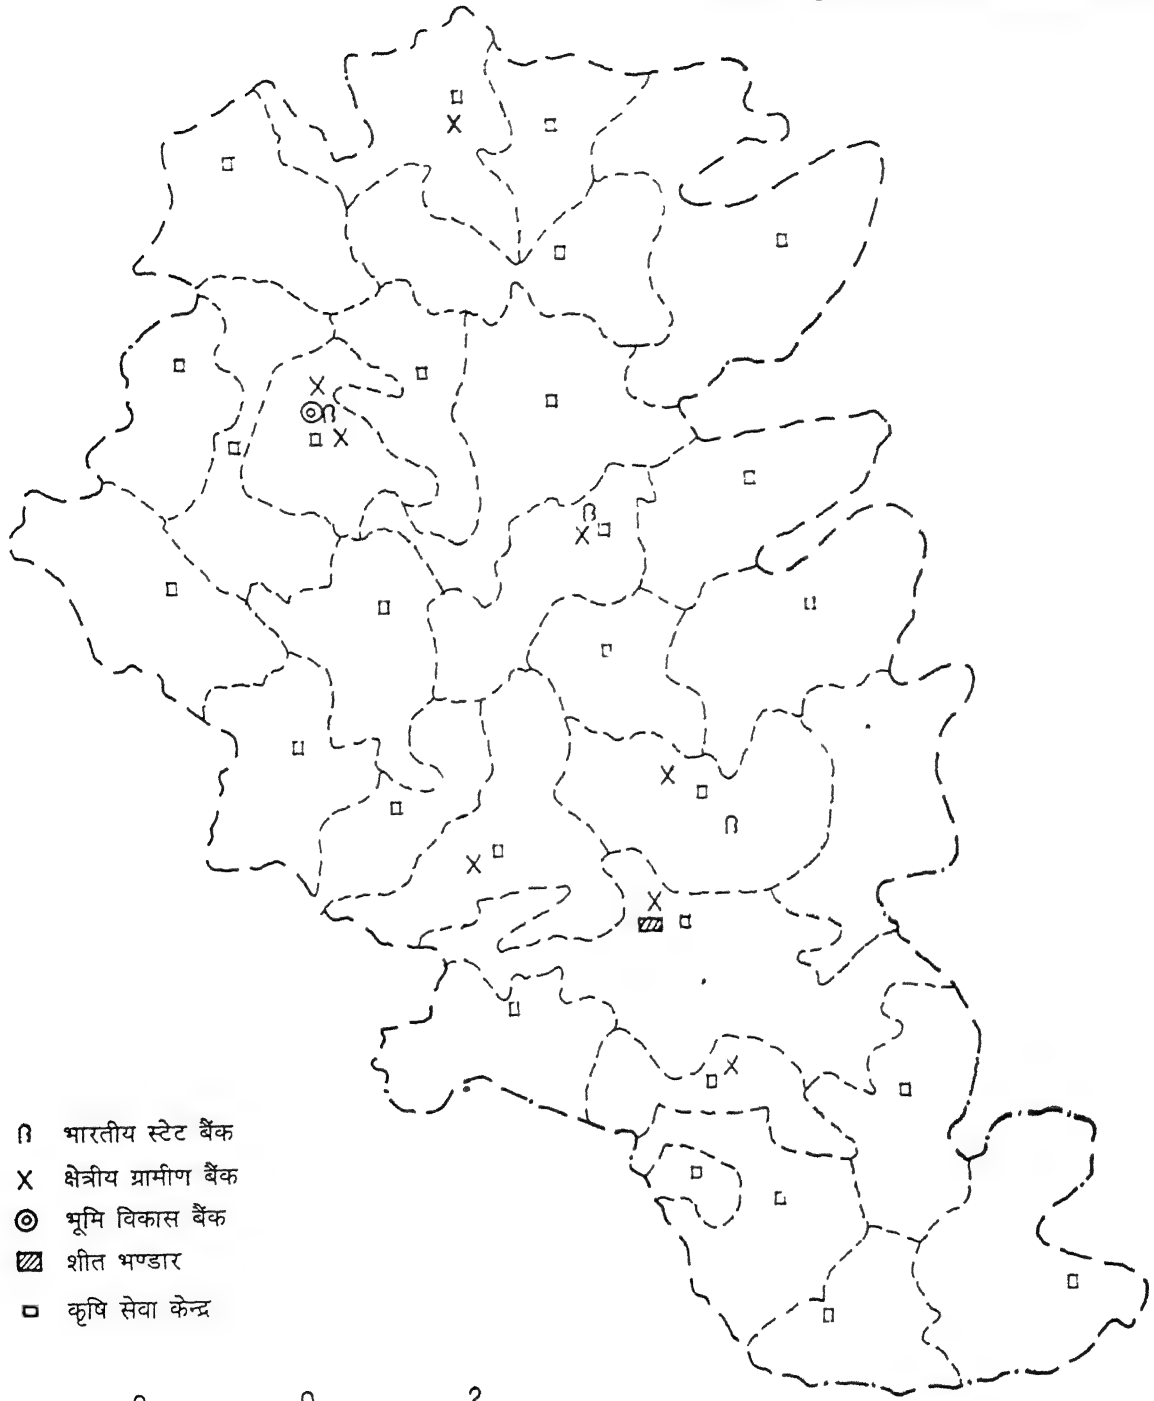 भारतीय स्टेट बैंक
क्षेत्रीय ग्रामीण बैंक
भूमि विकास बैंक
शीत भण्डार
कृषि सेवा केन्द्र